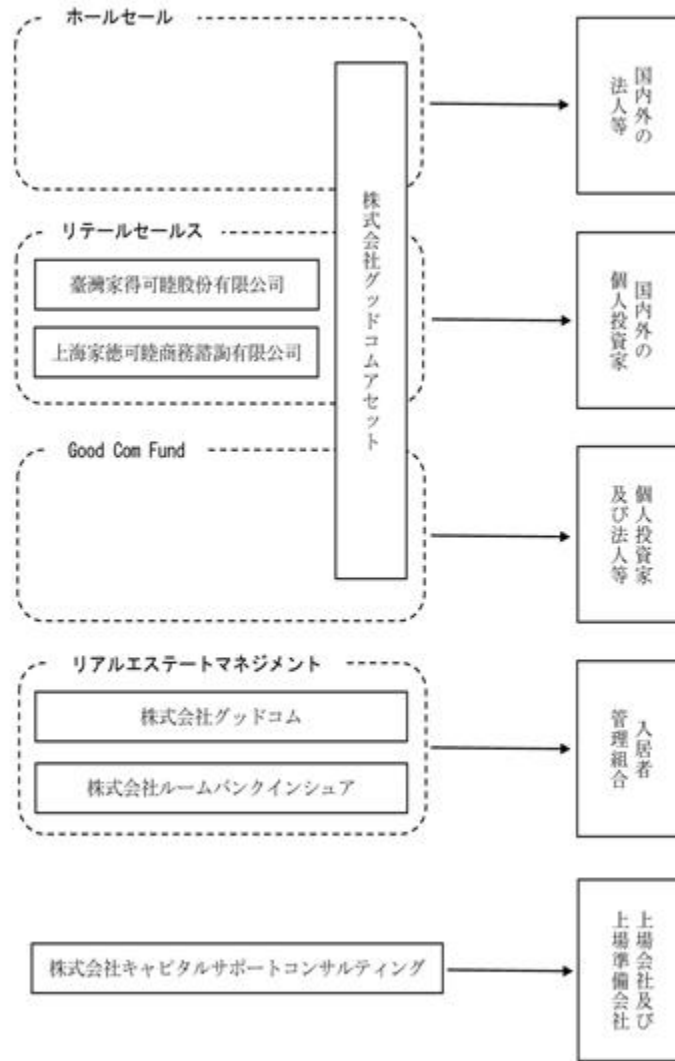 ホールセール
国内外の
法人等
株式会社グッドコムアセット
リテールセールス
臺灣家得可睦股份有限公司
上海家徳可睦商務諮詢有限公司
国内外の
個人投資家
Good Com Fund
個人投資家
及び法人等
リアルエステートマネジメント
株式会社グッドコム
株式会社ルームバンクインシュア
入居者
管理組合
株式会社キャピタルサポートコンサルティング
上場会社及び
上場準備会社